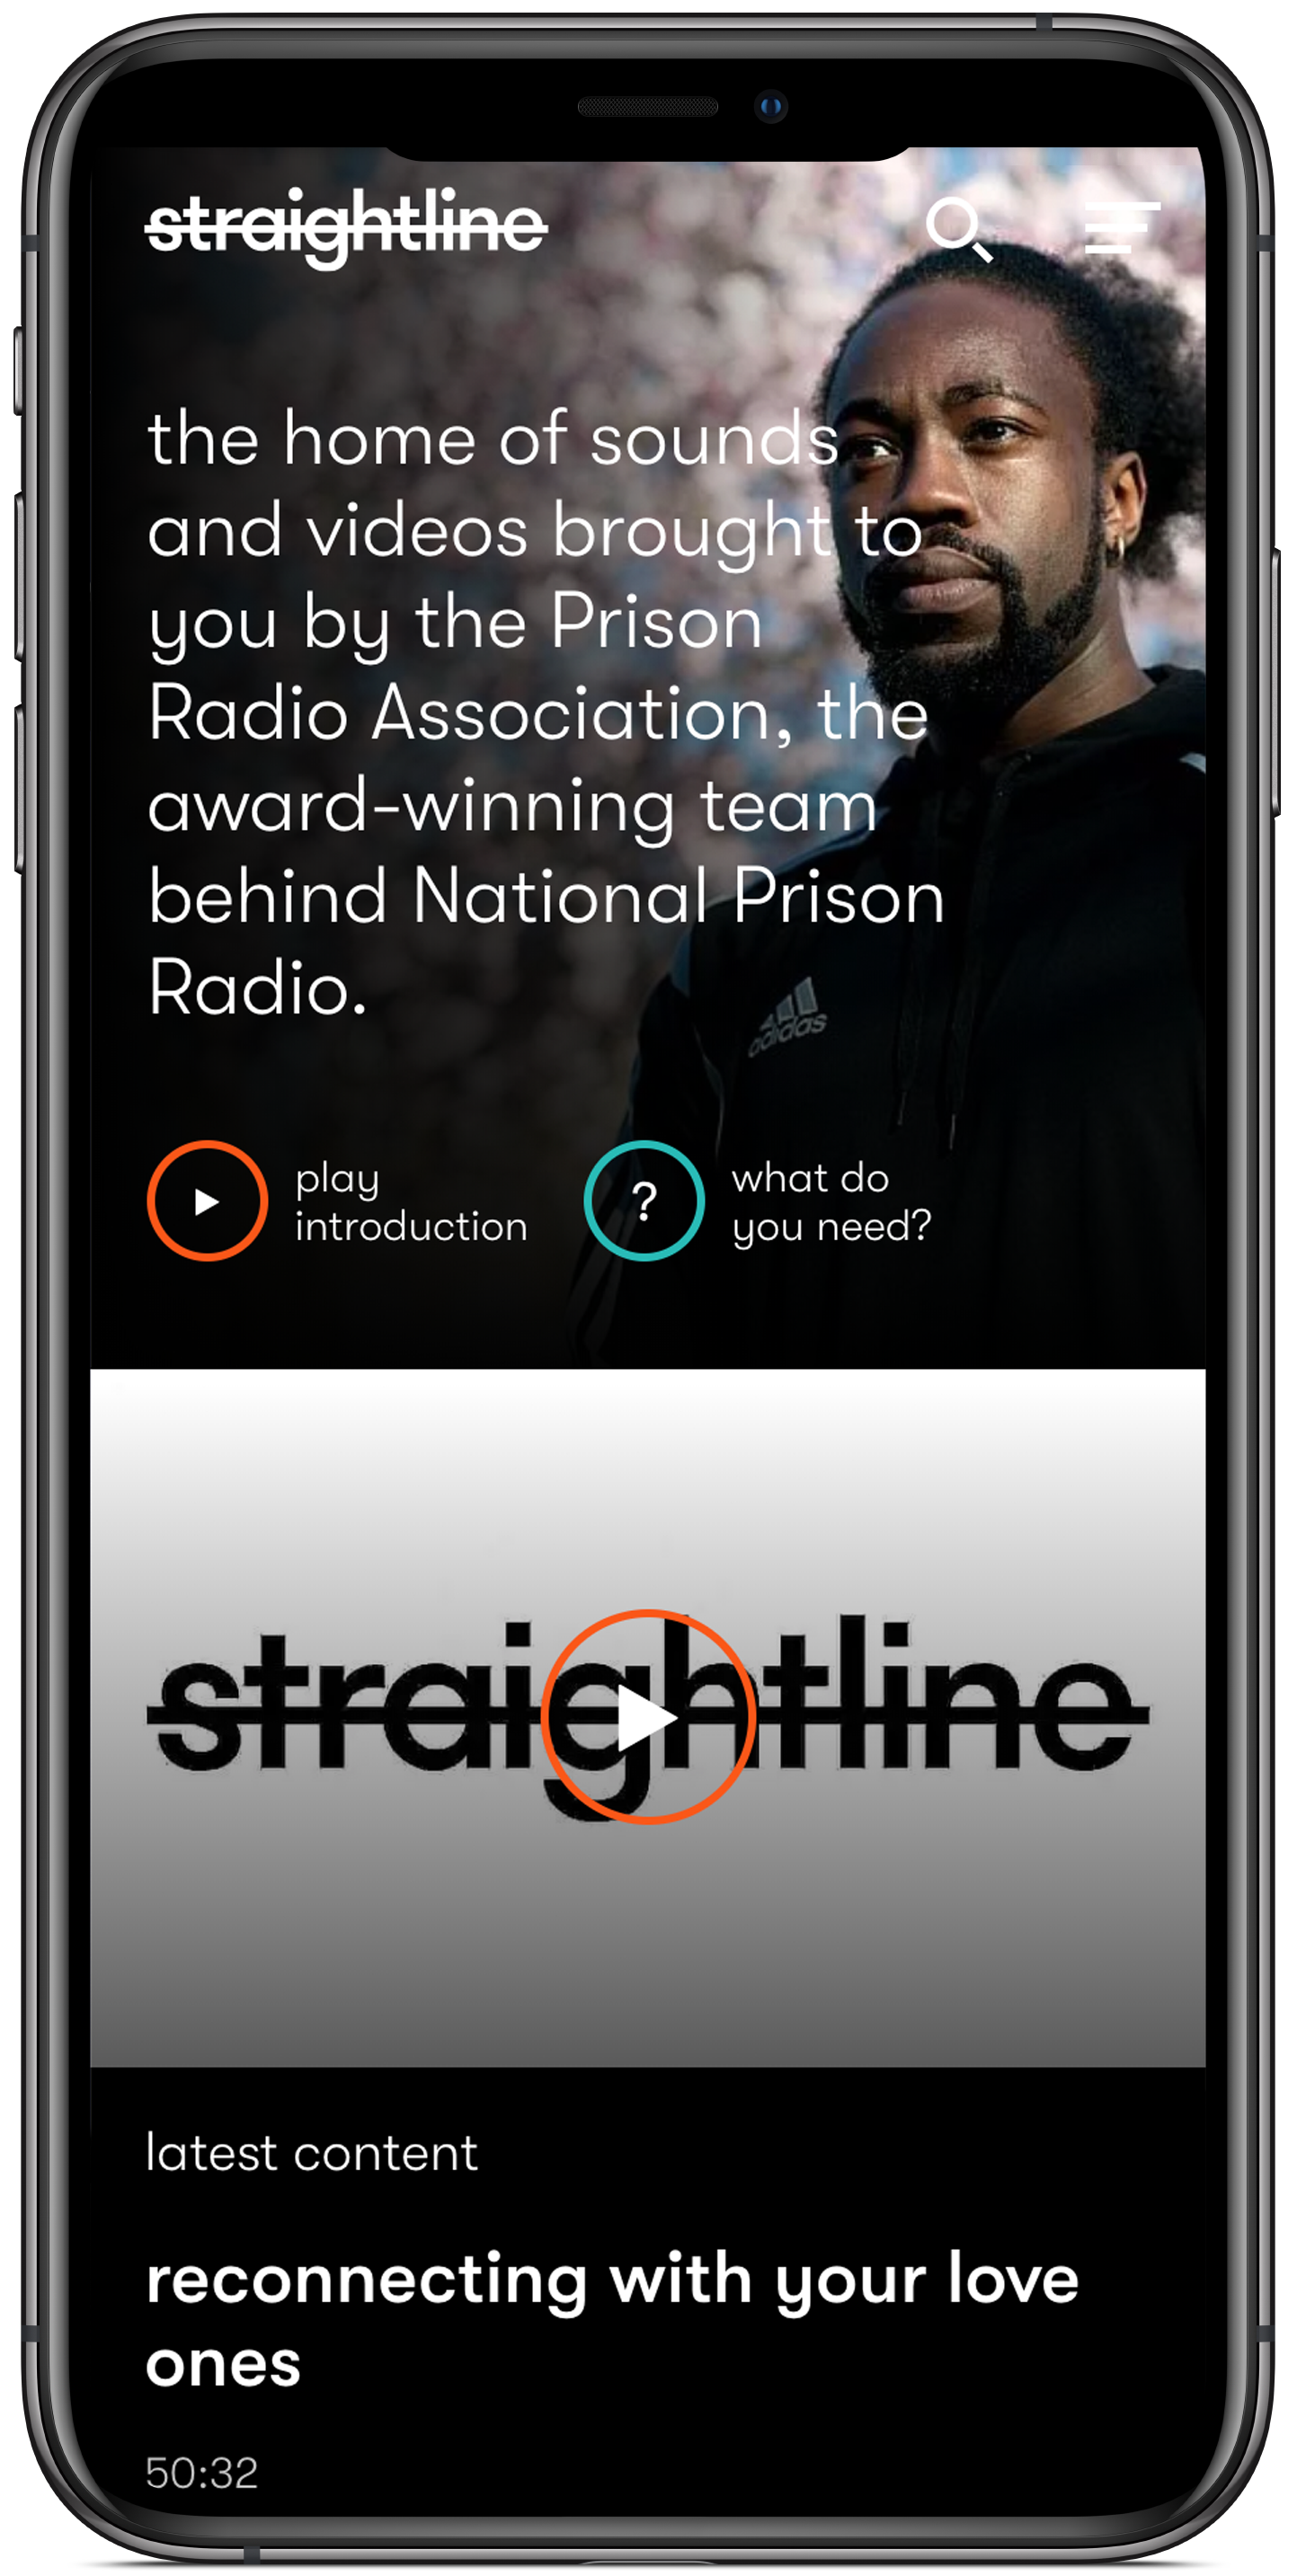 straightline
the home of sounds
and videos brought to
you by the Prison
Radio Association, the
award-winning team
behind National Prison
Radio.
adidas
play
introduction
?
what do
you need?
straightline
latest content
reconnecting with your love
ones
50:32